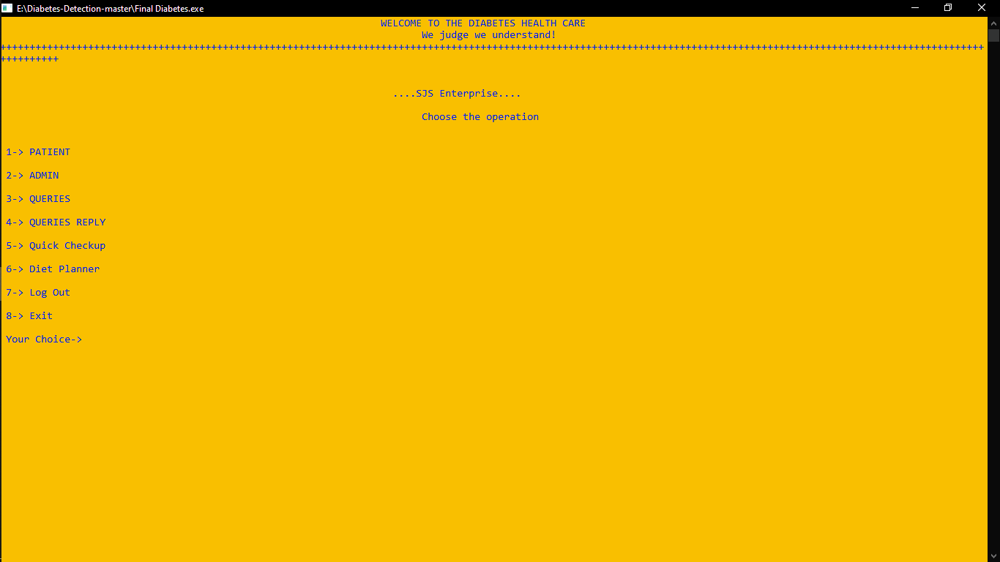 E:\Diabetes-Detection-master\Final Diabetes.exe
WELCOME TO THE DIABETES HEALTH CARE
We judge we understand!
++++++++++++++++++++++++++++++++++++++++++++++++++++++++++++++++++++++++++++++++++++++++++++++++++++++++++++++++++++++++++++++++++++++++++++++++++++++++++++++++++++++++
++++++++++
....SJS Enterprise....
Choose the operation
1-> PATIENT
2-> ADMIN
3-> QUERIES
4-> QUERIES REPLY
5-> Quick Checkup
6-> Diet Planner
7-> Log Out
8-> Exit
Your Choice->